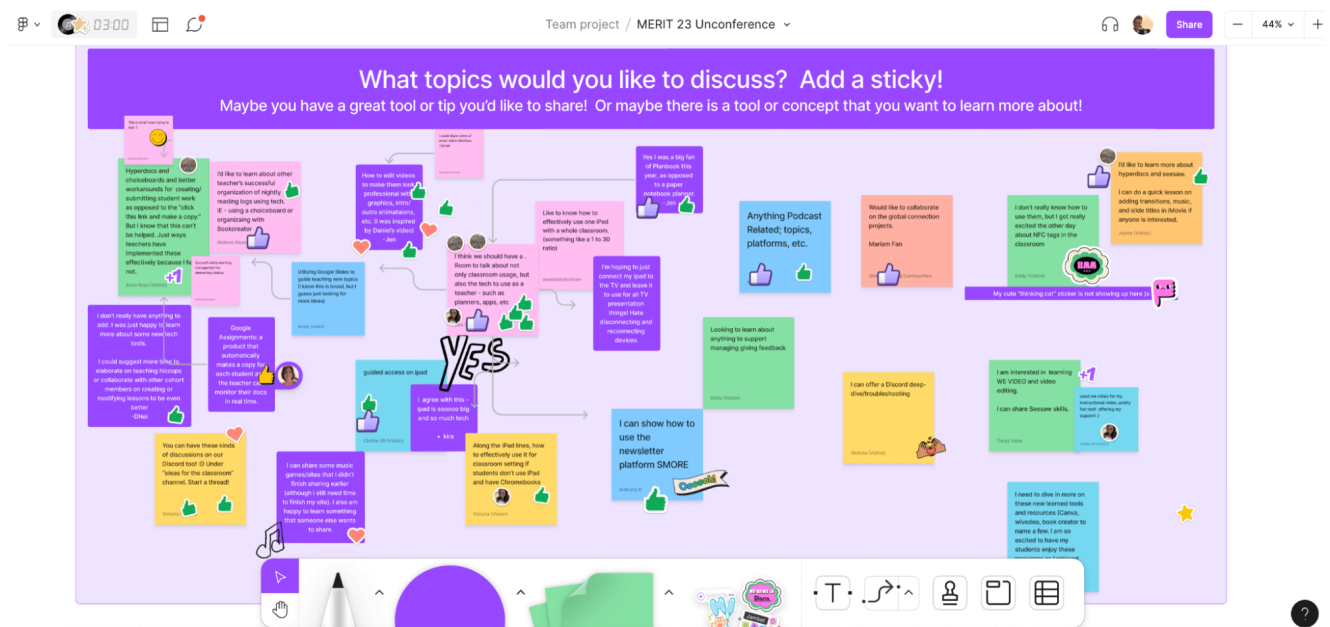 03:00
Team project / MERIT 23 Unconference
Share
44%
What topics would you like to discuss? Add a sticky!
Maybe you have a great tool or tip you'd like to share! Or maybe there is a tool or concept that you want to learn more about!
Hyperdocs and
choiceboards and better
workarounds for creating/
submitting student work
as opposed to the "click
this link and make a copy."
But I know that this can't
be helped. Just ways
teachers have
implemented these
effectively because I
not.
+1
I'd like to learn about other
teacher's successful
organization of nightly
reading logs using tech.
IE - using a choiceboard or
organizaing with
Bookcreator
How to edit videos
to make them look
professional with
graphics, intro/
outro animataions,
etc. (I was inspired
by Daniel's video)
-Jen
Yes I was a big fan
of Planbook this
year, as opposed
to a paper
notebook planner.
-Jen
Like to know how to
effectively use one iPad
with a whole classroom.
(something like a 1 to 30
ratio)
I think we should have a .
Room to talk about not
only classroom usage, but
also the tech to use as a
teacher - such as
planners, apps, etc
YES
I'm hoping to just
connect my ipad to
the TV and leave it
to use for all TV
presentation
things! Hate
disconnecting and
reconnecting
devices.
Anything Podcast
Related; topics,
platforms, etc.
Would like to collaborate
on the global connection
projects.
Mariam Fan
Communities
I don't really know how to
use them, but I got really
excited the other day
about NFC tags in the
classroom
Emily (Visitor)
HMM
My cute "thinking cat" sticker is not showing up here )s
I'd like to learn more about
hyperdocs and seesaw.
I can do a quick lesson on
adding transitions, music,
and slide titles in iMovie if
anyone is interested.
Utilizing Google Slides to
guide teaching new topics
(I know this is broad, but I
guess just looking for
more ideas)
I don't really have anything to
add. I was just happy to learn
more about some new tech
tools.
I could suggest more time to
elaborate on teaching hiccups
or collaborate with other cohort
members on creating or
modifying lessons to be even
better
Google
Assignments: a
product that
automatically
makes a copy for
each student
the teacher
monitor their docs
in real time.
guided access on ipad
I agree with this -
ipad is sooooo big
and so much tech
• kira
Looking to learn about
anything to support
managing giving feedback
Emily (Visitor)
I can offer a Discord deep-
dive/troubleshooting
Victoria (Visitor)
I am interested in learning
WE VIDEO and video
editing.
I can share Seesaw skills.
+1
You can have these kinds
of discussions on our
Discord too! :D Under
"ideas for the classroom"
channel. Start a thread!
I can share some music
games/sites that I didn't
finish sharing earlier
(although I still need time
to finish my site). I also am
happy to learn something
that someone else wants
to share.
Along the iPad lines, how
to effectively use it for
classroom setting if
students don't use iPad
and have Chromebooks
Victoria (Visitor)
I can show how to
use the
newsletter
platform SMORE
Anthony D
Ooooh!
I need to dive in more on
these new learned tools
and resources (Canva,
wivedeo, book creator to
name a few. I am so
excited to have my
students enjoy these
T
?